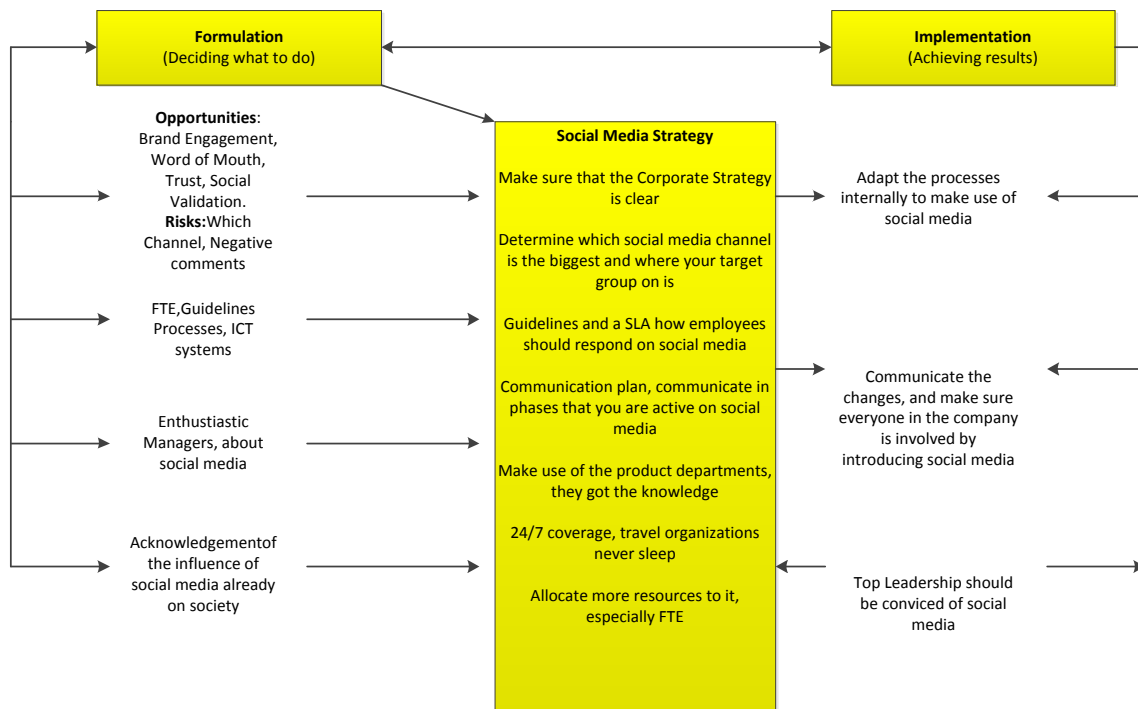 Formulation
(Deciding what to do)
Implementation
(Achieving results)
Opportunities:
Brand Engagement,
Word of Mouth,
Trust, Social
Validation.
Risks:Which
Channel, Negative
comments
FTE,Guidelines
Processes, ICT
systems
Enthustiastic
Managers, about
social media
Acknowledgementof
the influence of
social media already
on society
Social Media Strategy
Make sure that the Corporate Strategy
is clear
Determine which social media channel
is the biggest and where your target
group on is
Guidelines and a SLA how employees
should respond on social media
Communication plan, communicate in
phases that you are active on social
media
Make use of the product departments,
they got the knowledge
24/7 coverage, travel organizations
never sleep
Allocate more resources to it,
especially FTE
Adapt the processes
internally to make use of
social media
Communicate the
changes, and make sure
everyone in the company
is involved by
introducing social media
Top Leadership should
be conviced of social
media